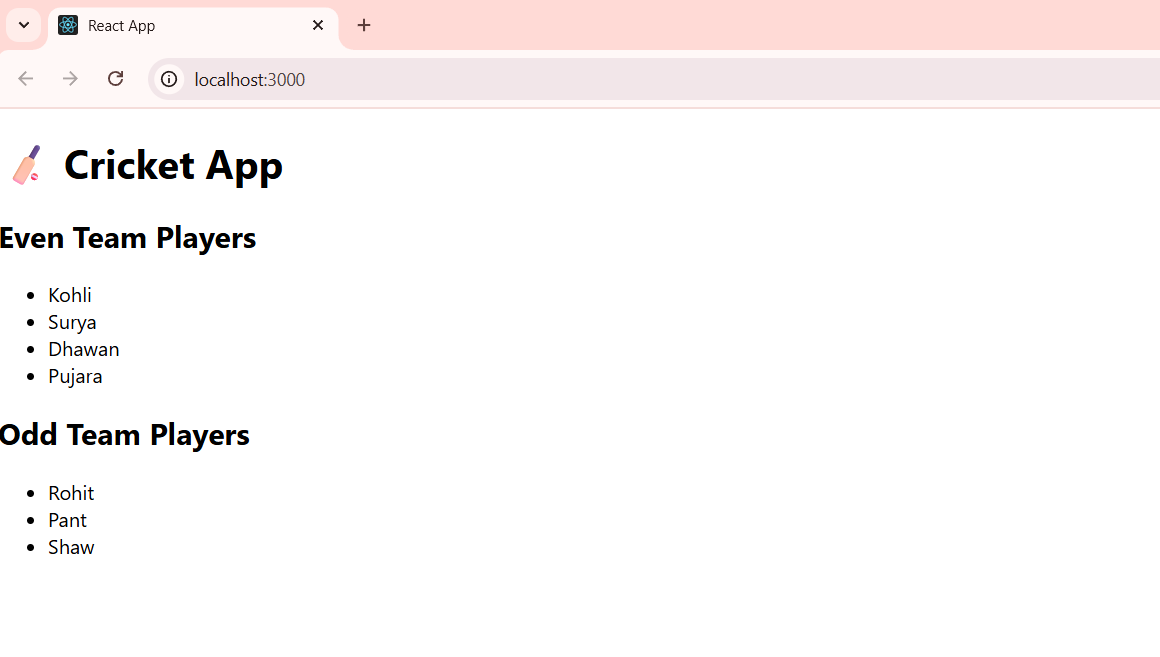 React App
localhost:3000
🏏 Cricket App
Even Team Players
• Kohli
• Surya
• Dhawan
• Pujara
Odd Team Players
• Rohit
• Pant
• Shaw